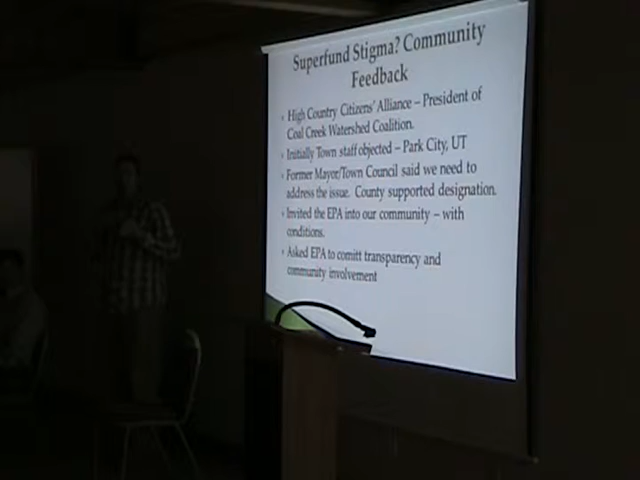 Superfund Stigma? Community
Feedback
High Country Citizens' Alliance – President of
Coal Creek Watershed Coalition.
Initially Town staff objected – Park City, UT
Former Mayor/Town Council said we need to
address the issue. County supported designation.
Invited the EPA into our community – with
conditions.
Asked EPA to comitt transparency and
community involvement